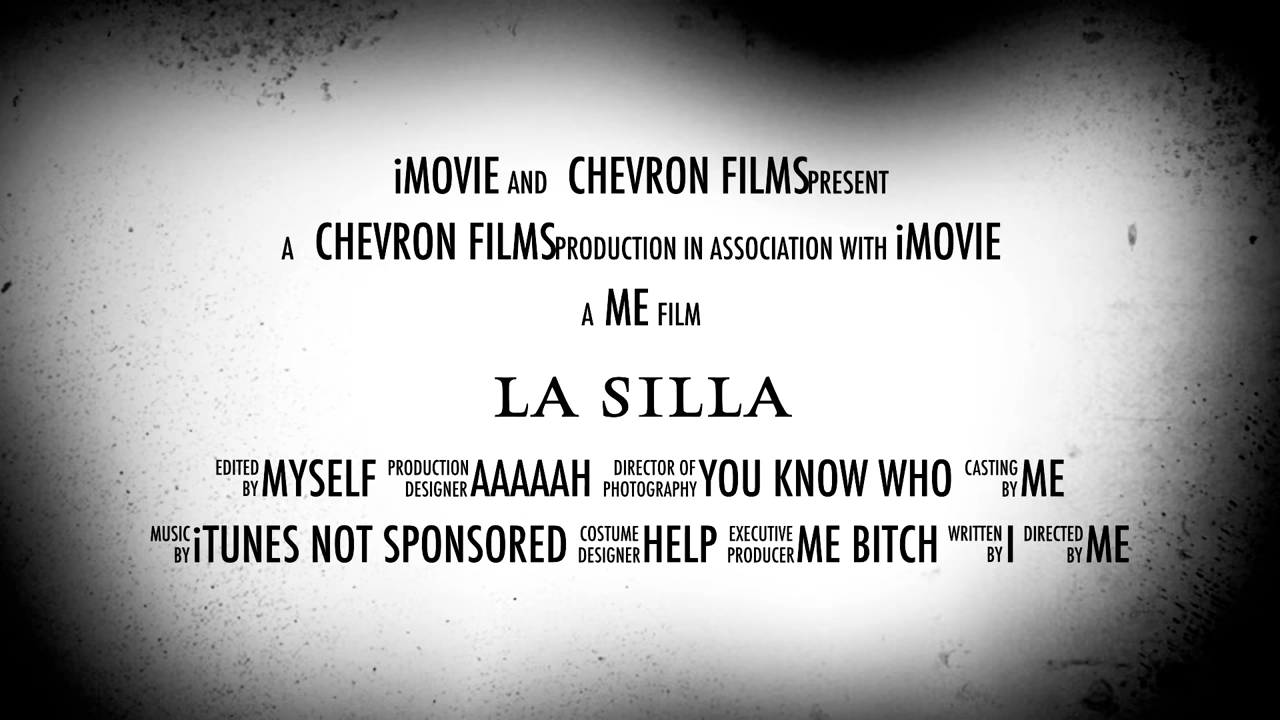 iMOVIE AND CHEVRON FILMS PRESENT
A CHEVRON FILMS PRODUCTION IN ASSOCIATION WITH iMOVIE
A ME FILM
LA SILLA
EDITED BY MYSELF PRODUCTION DESIGNER AAAAAH DIRECTOR OF PHOTOGRAPHY YOU KNOW WHO CASTING BY ME
MUSIC BY iTUNES NOT SPONSORED COSTUME DESIGNER HELP EXECUTIVE PRODUCER ME BITCH WRITTEN BY I DIRECTED BY ME